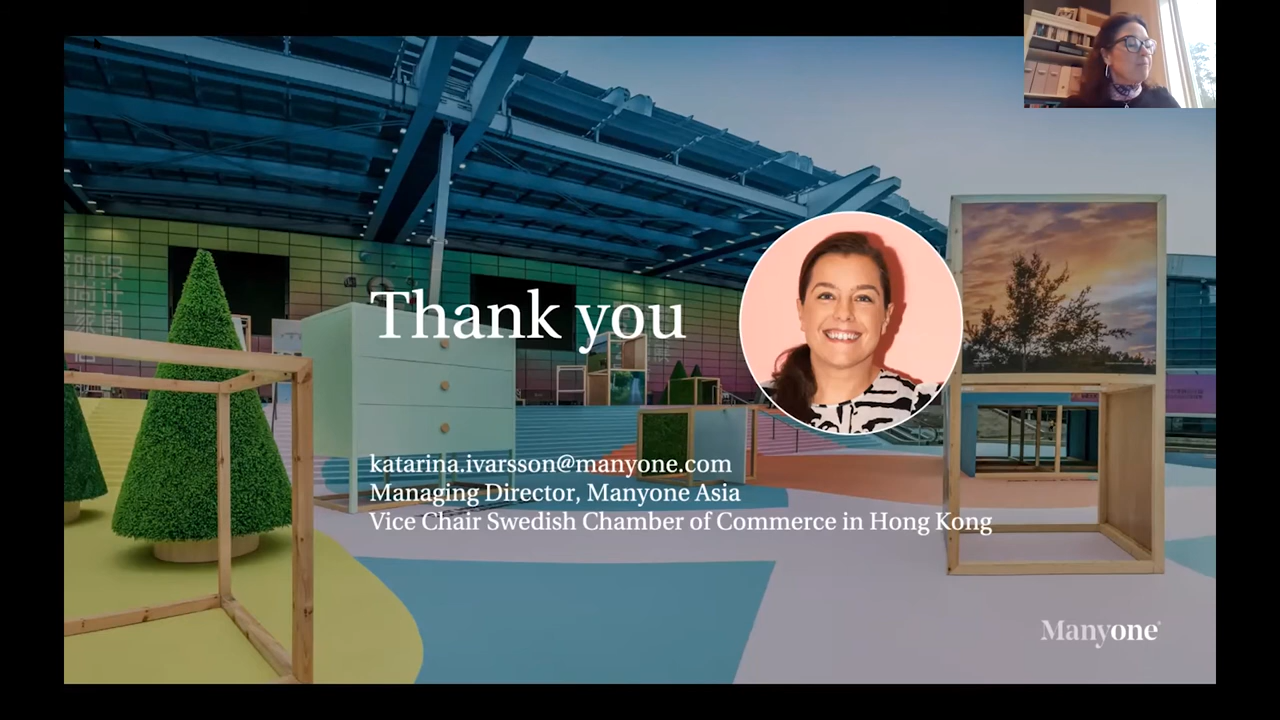 Thank you
katarina.ivarsson@manyone.com
Managing Director, Manyone Asia
Vice Chair Swedish Chamber of Commerce in Hong Kong
Manyone